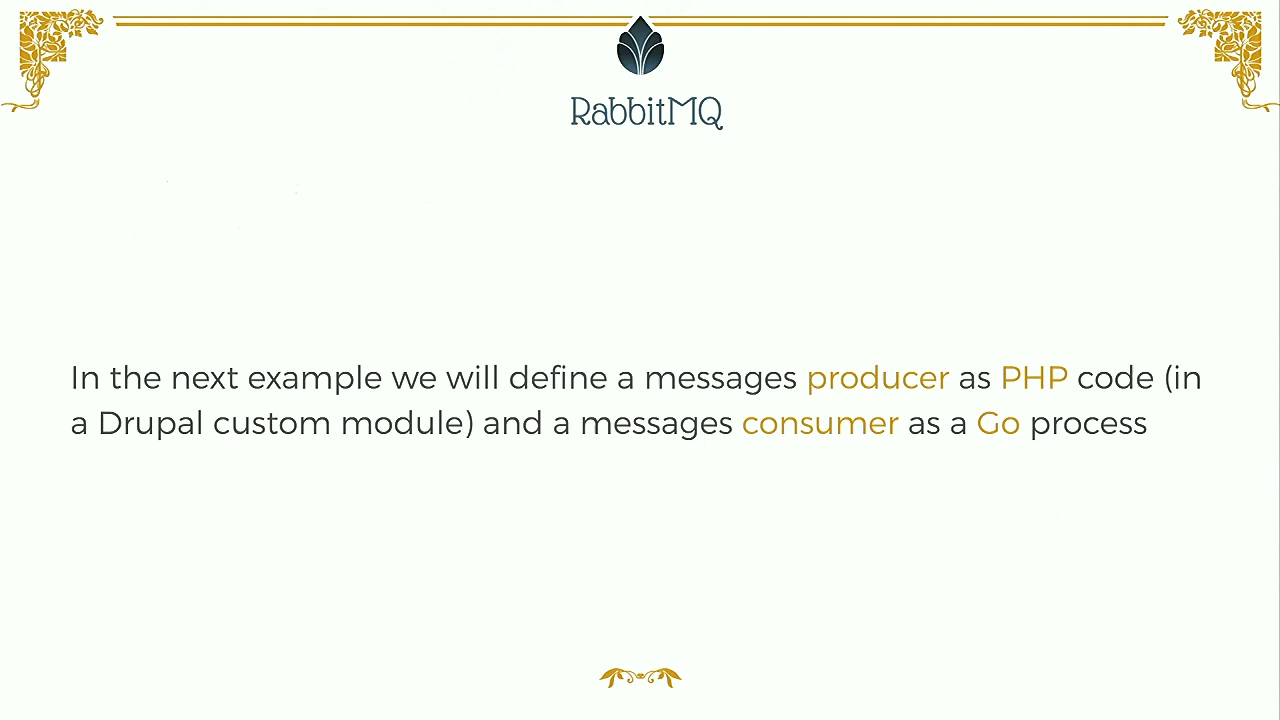 RabbitMQ
In the next example we will define a messages producer as PHP code (in
a Drupal custom module) and a messages consumer as a Go process